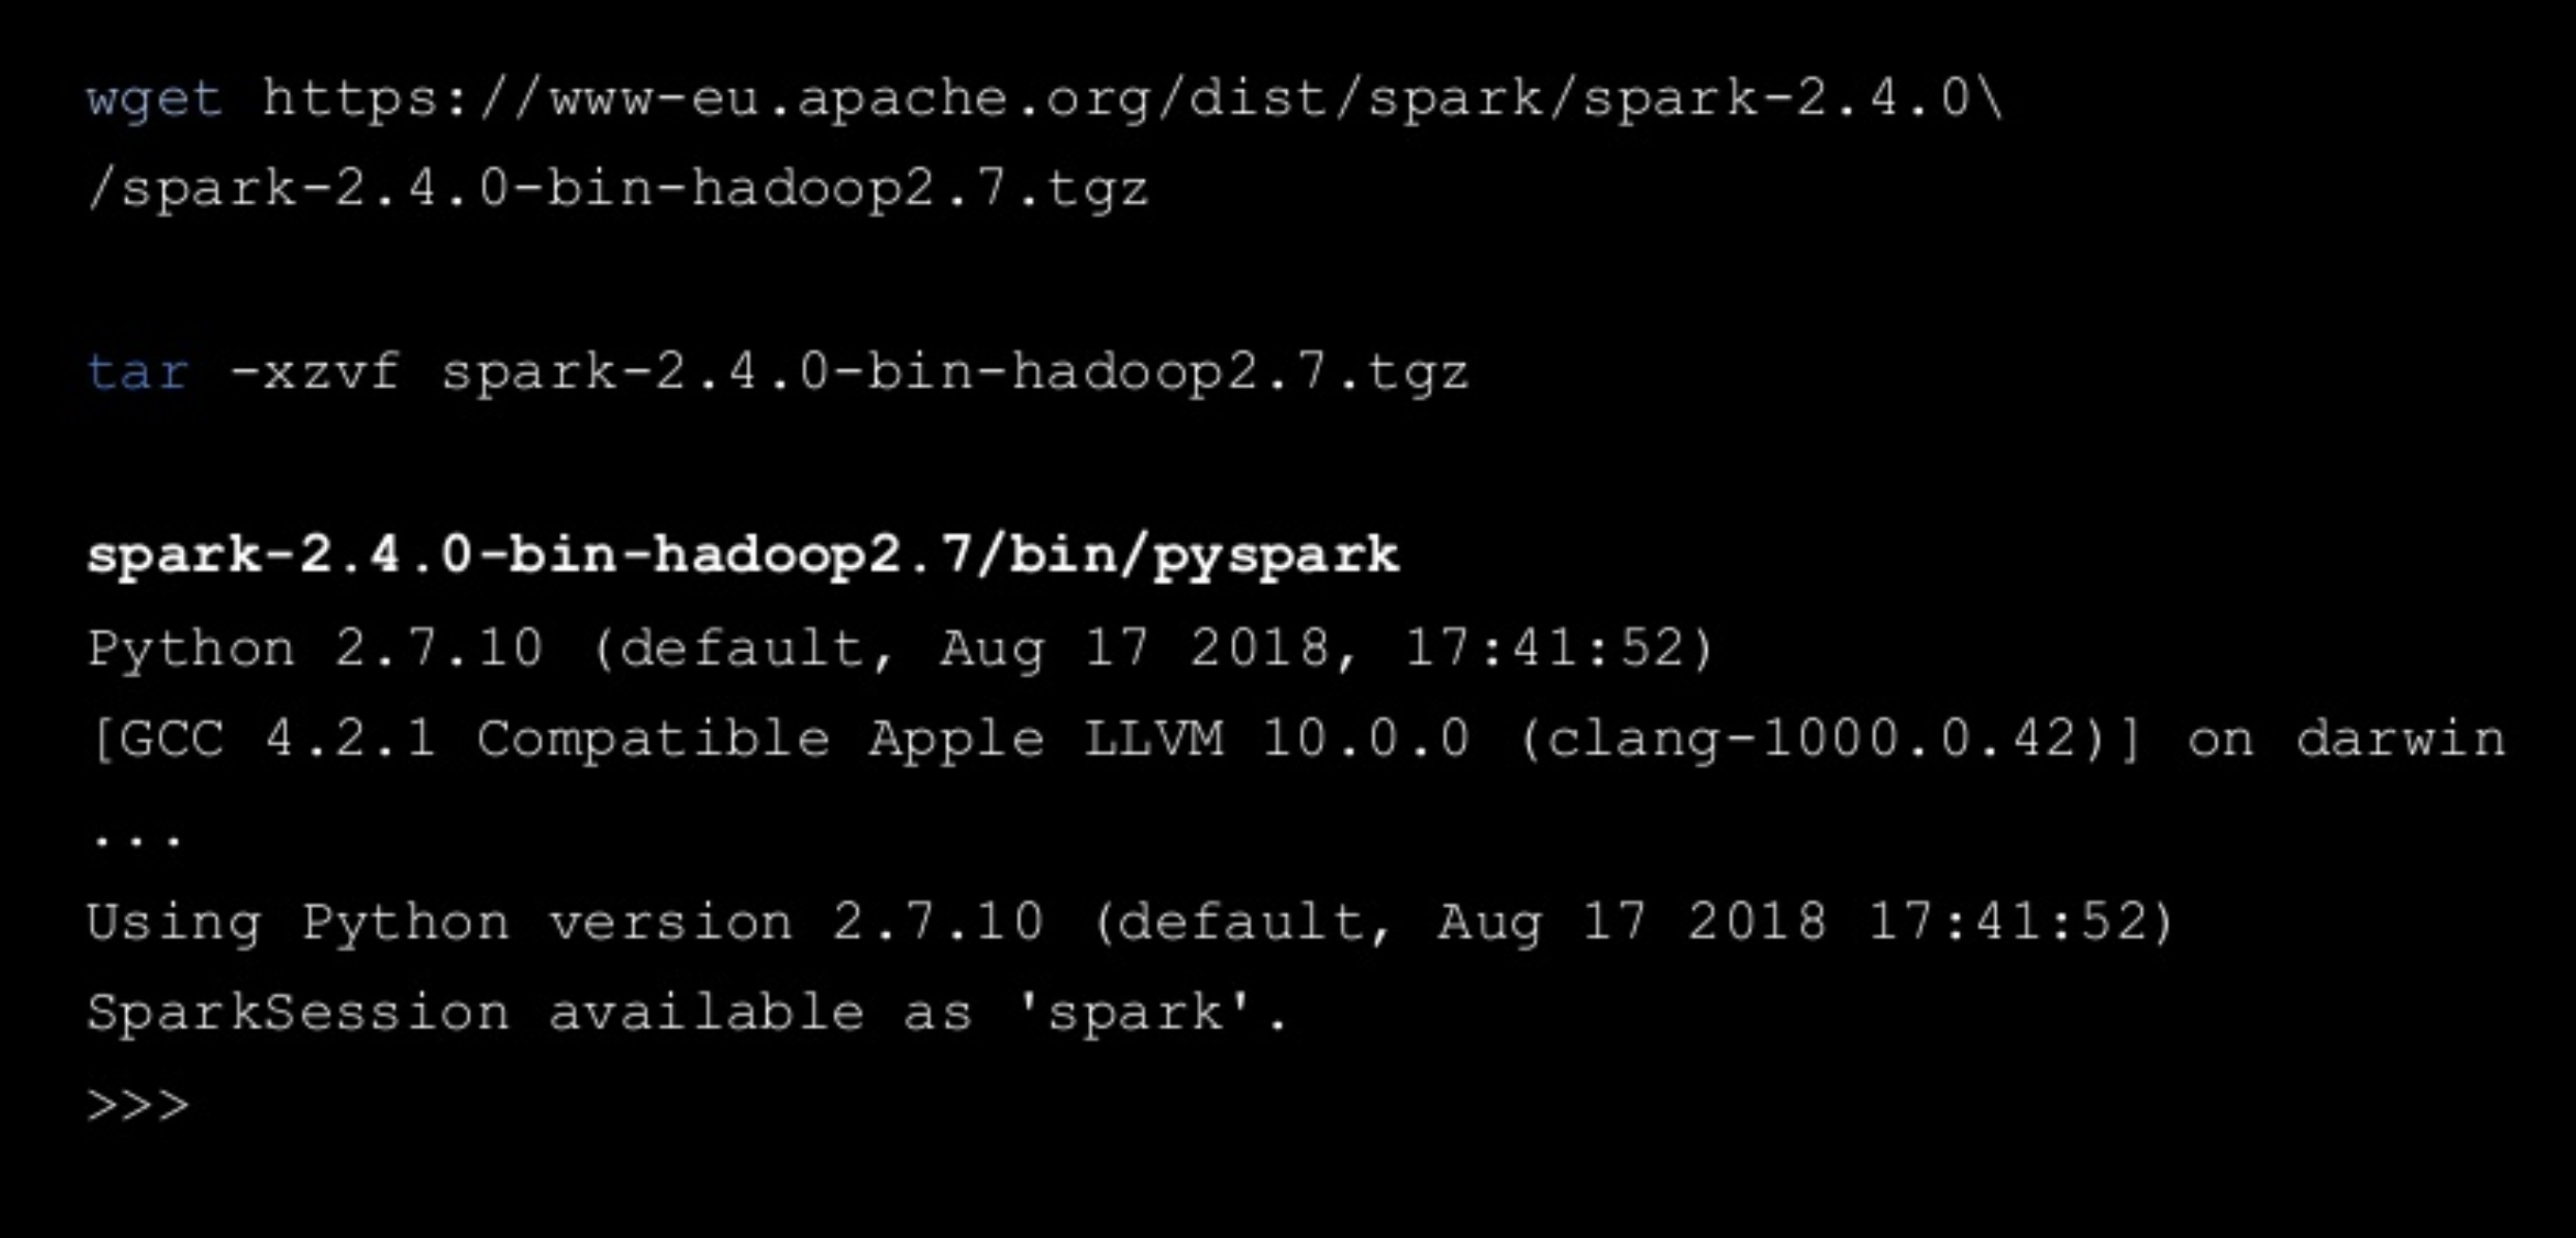 wget https://www-eu.apache.org/dist/spark/spark-2.4.0\
/spark-2.4.0-bin-hadoop2.7.tgz
tar -xzvf spark-2.4.0-bin-hadoop2.7.tgz
spark-2.4.0-bin-hadoop2.7/bin/pyspark
Python 2.7.10 (default, Aug 17 2018, 17:41:52)
[GCC 4.2.1 Compatible Apple LLVM 10.0.0 (clang-1000.0.42)] on darwin
...
Using Python version 2.7.10 (default, Aug 17 2018 17:41:52)
SparkSession available as 'spark'.
>>>